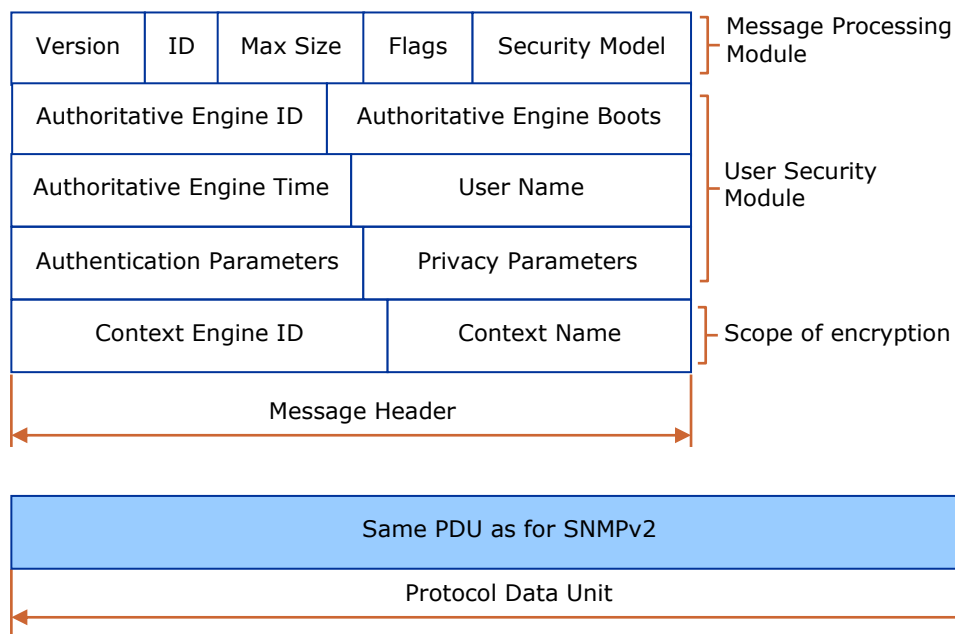 Version ID Max Size Flags Security Model
Message Processing
Module
Authoritative Engine ID Authoritative Engine Boots
Authoritative Engine Time User Name
User Security
Module
Authentication Parameters Privacy Parameters
Context Engine ID Context Name
Scope of encryption
Message Header
Same PDU as for SNMPv2
Protocol Data Unit